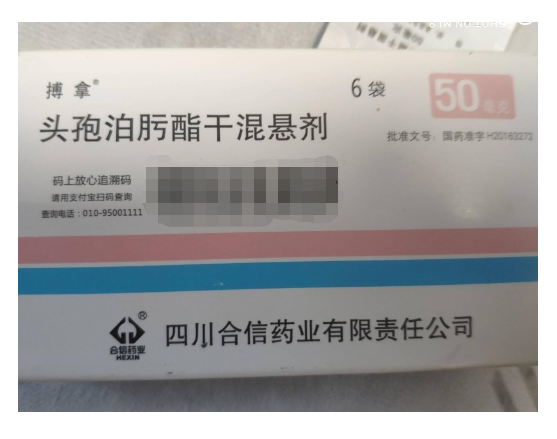 搏拿®
6袋
50毫克
头孢泊肟酯干混悬剂
批准文号：国药准字H20163273
码上放心追溯码
请用支付宝扫码查询
查询电话：010-95001111
合信药业®
HEXIN
四川合信药业有限责任公司